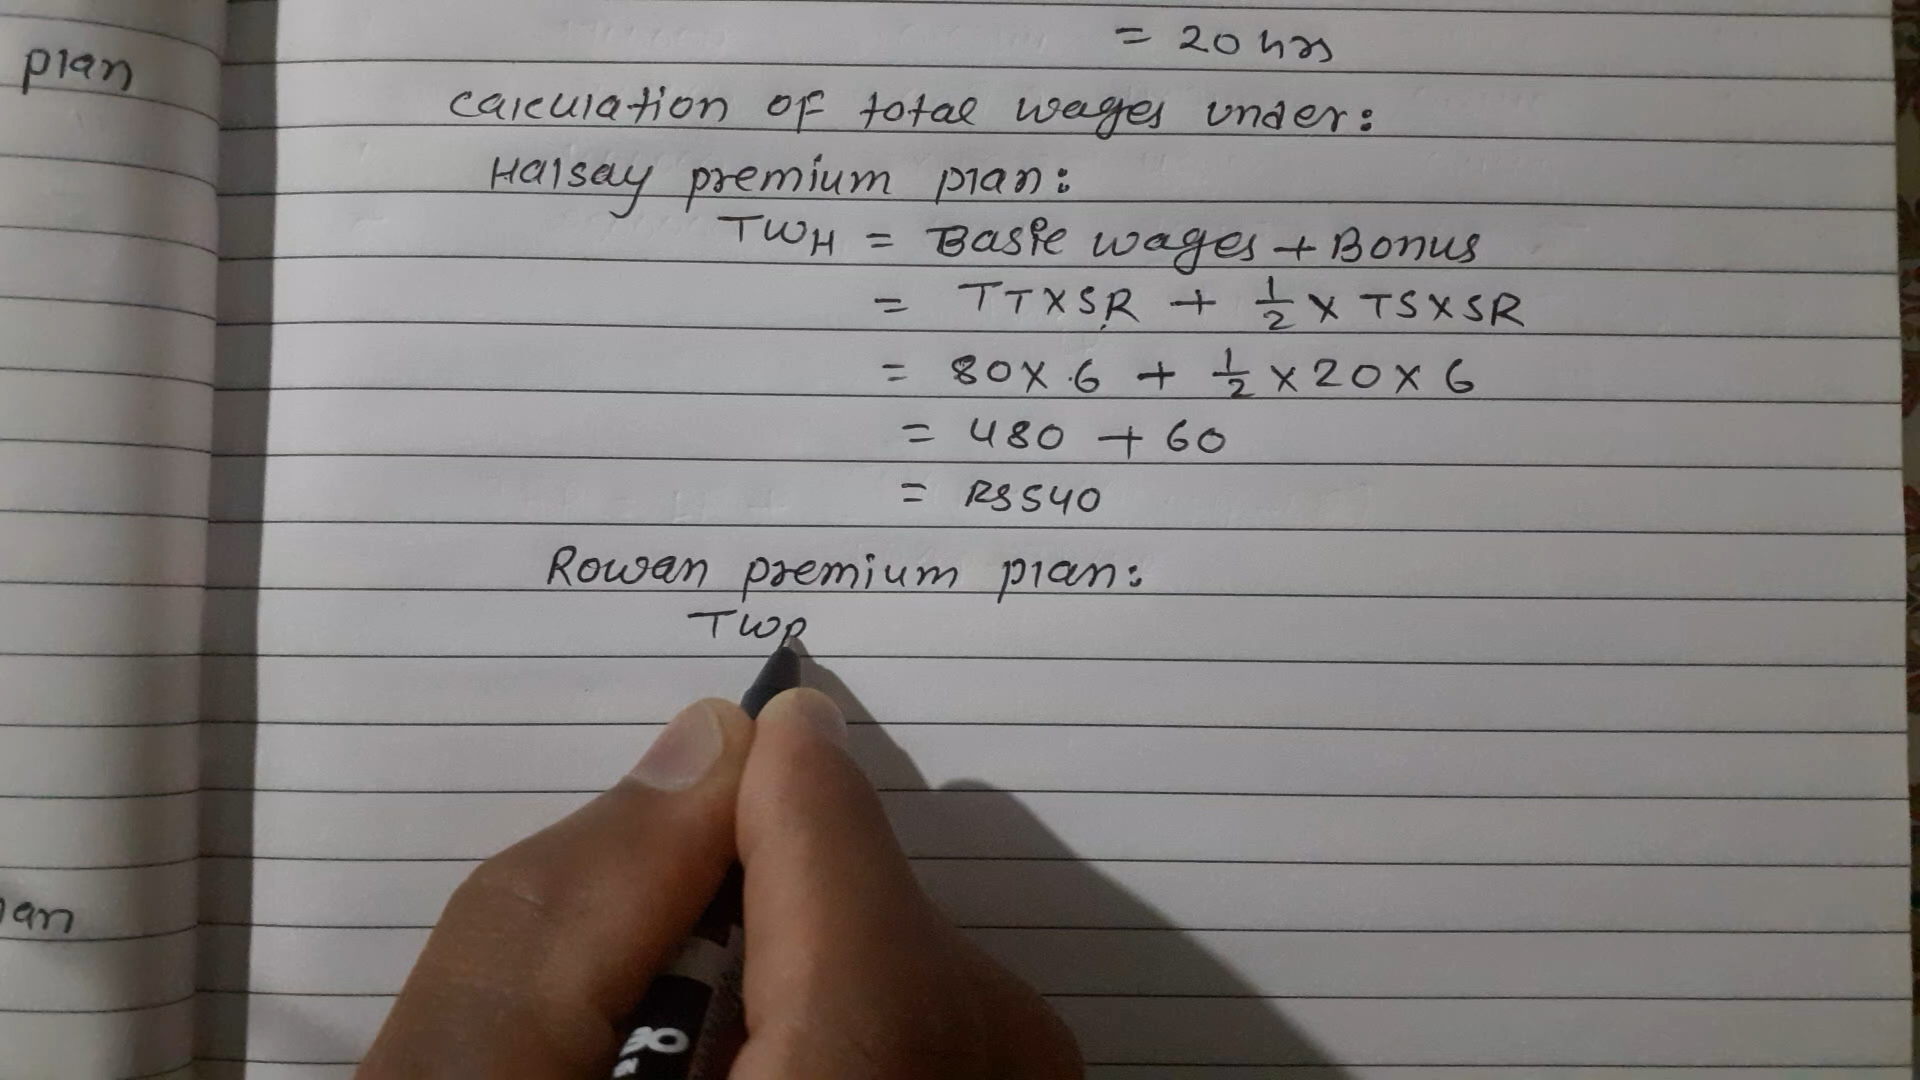 plan
= 20 hrs
calculation of total wages under:
Halsay premium plan:
TWH = Basic wages + Bonus
= TT X SR + 1/2 X TS X SR
= 80 X 6 + 1/2 X 20 X 6
= 480 + 60
= RS 540
Rowan premium plan:
TWR
an